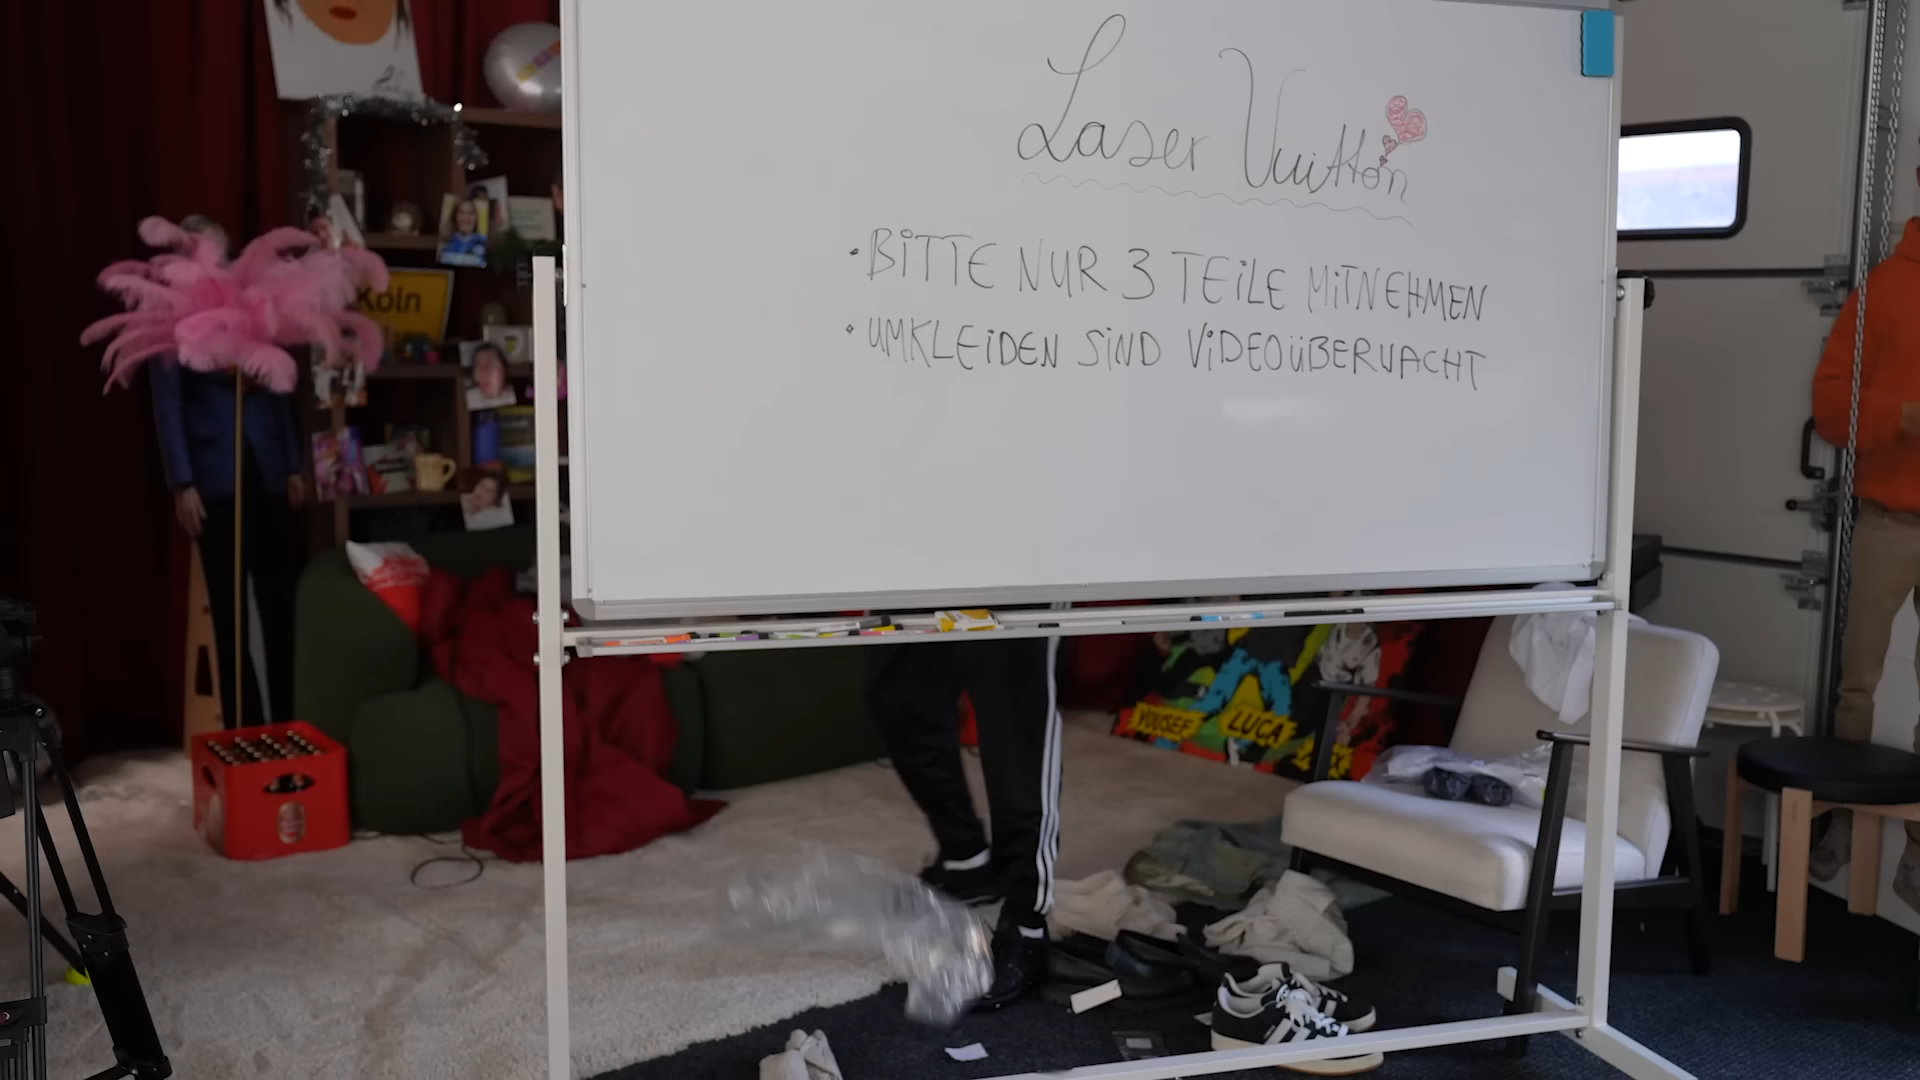 Laser Vuitton
• BITTE NUR 3 TEILE MITNEHMEN
• UMKLEIDEN SIND VIDEOÜBERWACHT
Köln
YOUSEF LUCA